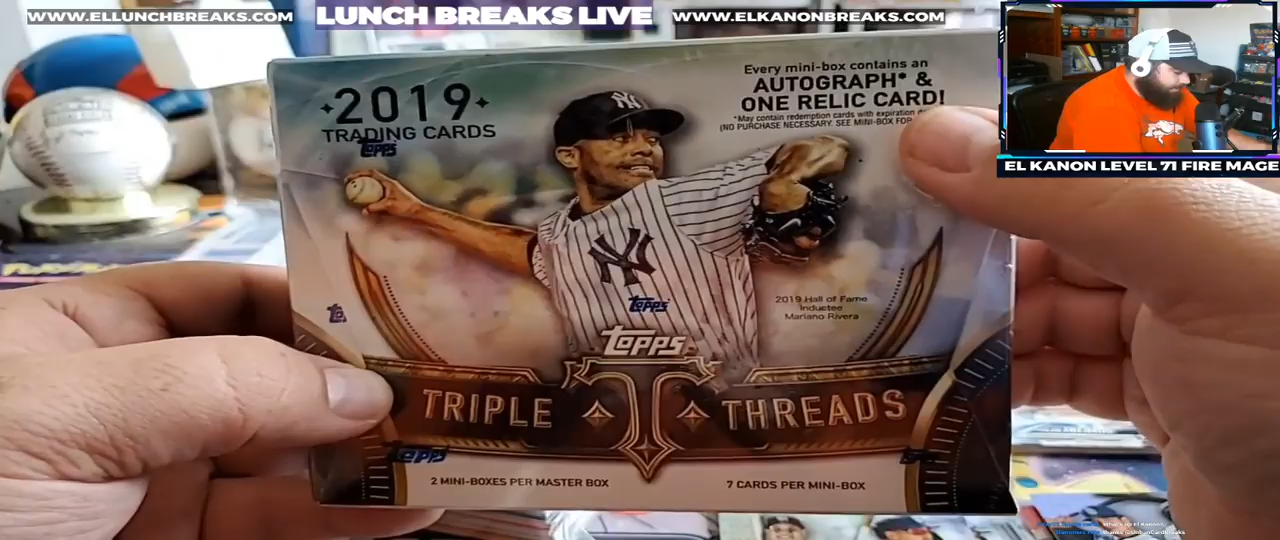 WWW.ELLUNCHBREAKS.COM
LUNCH BREAKS LIVE
WWW.ELKANONBREAKS.COM
EL KANON LEVEL 71 FIRE MAGE
2019
TRADING CARDS
topps
Every mini-box contains an
AUTOGRAPH* &
ONE RELIC CARD!
*May contain redemption cards with expiration
(NO PURCHASE NECESSARY. SEE MINI-BOX FOR
NY
topps
2019 Hall of Fame
Inductee
Mariano Rivera
topps
TRIPLE T THREADS
topps
2 MINI-BOXES PER MASTER BOX
7 CARDS PER MINI-BOX